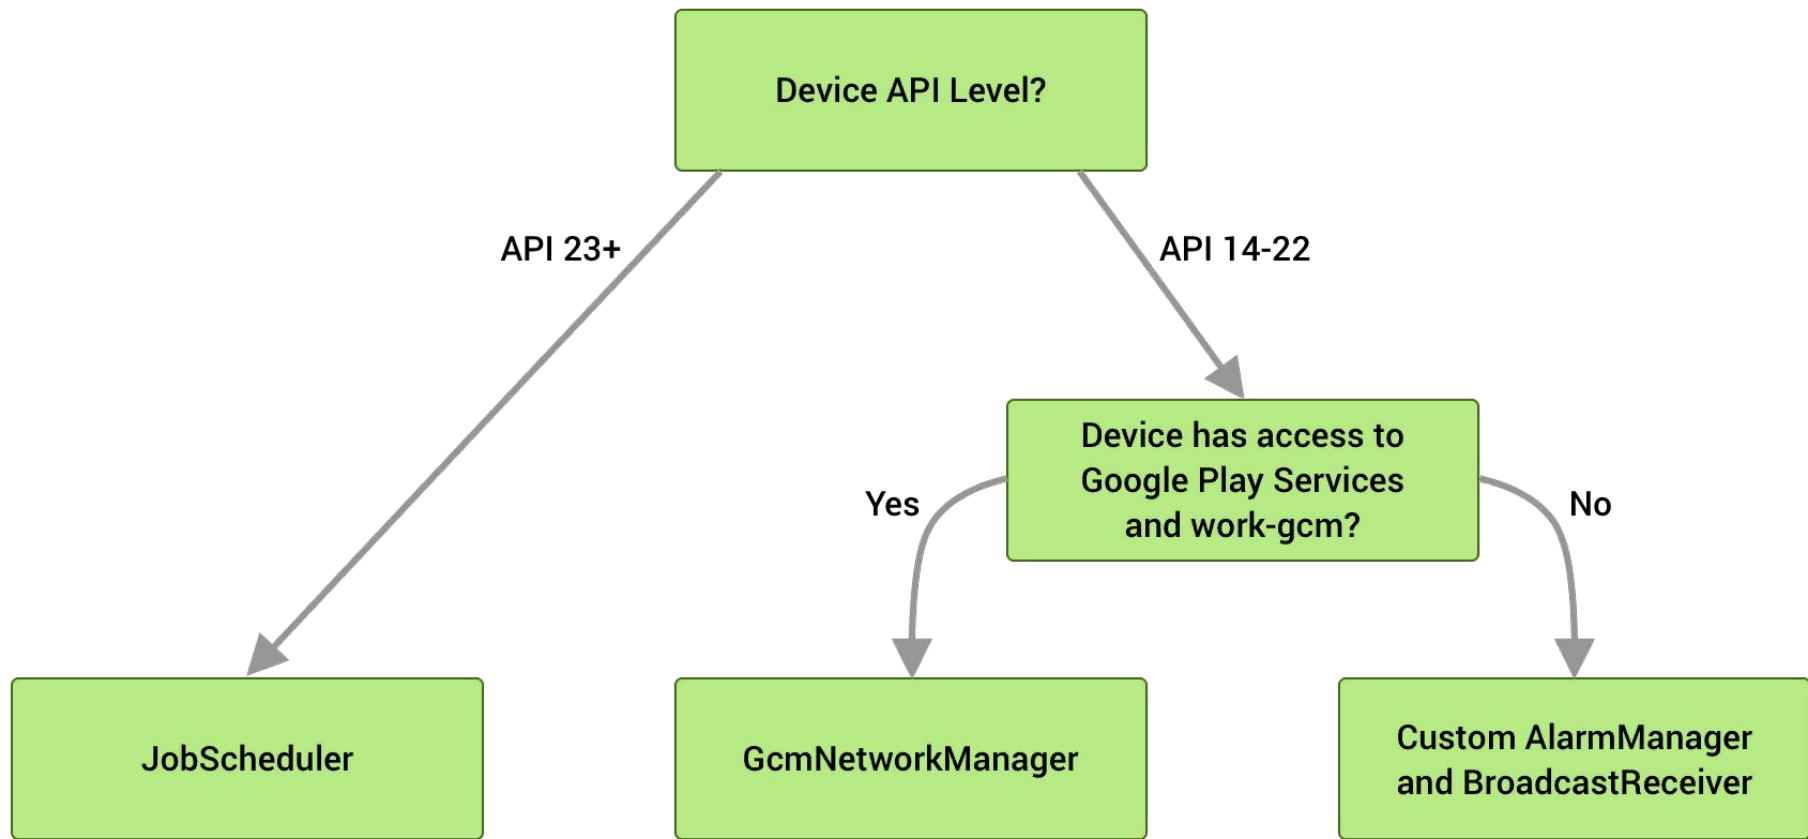 Device API Level?
API 23+
API 14-22
Device has access to
Google Play Services
and work-gcm?
Yes
No
JobScheduler
GcmNetworkManager
Custom AlarmManager
and BroadcastReceiver